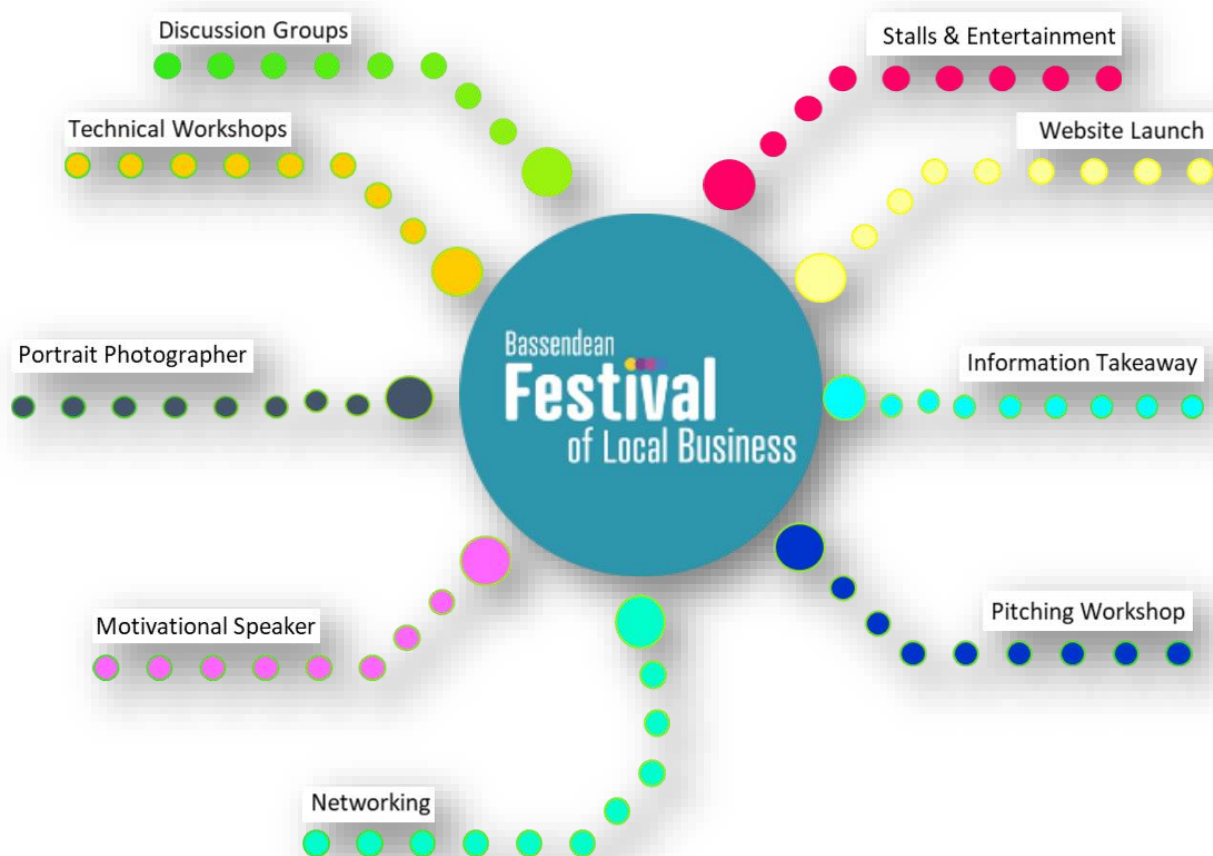 Discussion Groups
Stalls & Entertainment
Technical Workshops
Website Launch
Bassendean
Festival
of Local Business
Portrait Photographer
Information Takeaway
Motivational Speaker
Pitching Workshop
Networking